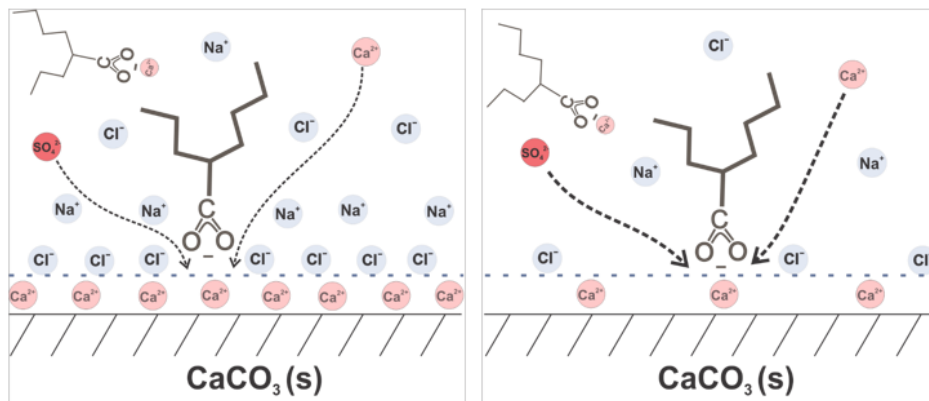 Na⁺
Ca²⁺
C O
O − Ca²⁺
SO₄²⁻ Cl⁻ Cl⁻ Cl⁻
Na⁺ Na⁺ C Na⁺ Na⁺ Na⁺
O O
−
Cl⁻ Cl⁻ Cl⁻ Cl⁻ Cl⁻ Cl⁻ Cl⁻
Ca²⁺ Ca²⁺ Ca²⁺ Ca²⁺ Ca²⁺ Ca²⁺ Ca²⁺ Ca²⁺
CaCO₃ (s)
Cl⁻
Ca²⁺
C O
O − Ca²⁺
SO₄²⁻
Na⁺ Na⁺
C
O O
−
Cl⁻ Cl⁻ Cl⁻
Ca²⁺ Ca²⁺ Ca²⁺
CaCO₃ (s)